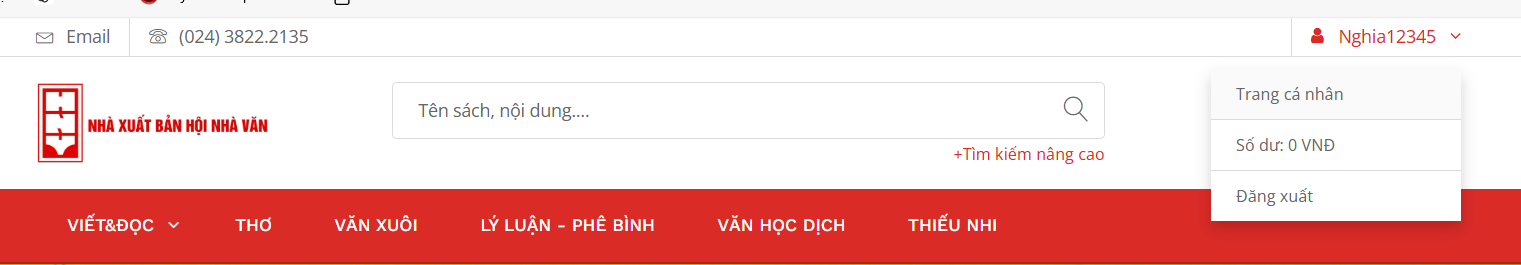 Email (024) 3822.2135 Nghia12345
NHÀ XUẤT BẢN HỘI NHÀ VĂN
Tên sách, nội dung....
+Tìm kiếm nâng cao
Trang cá nhân
Số dư: 0 VNĐ
Đăng xuất
VIẾT&ĐỌC THƠ VĂN XUÔI LÝ LUẬN - PHÊ BÌNH VĂN HỌC DỊCH THIẾU NHI